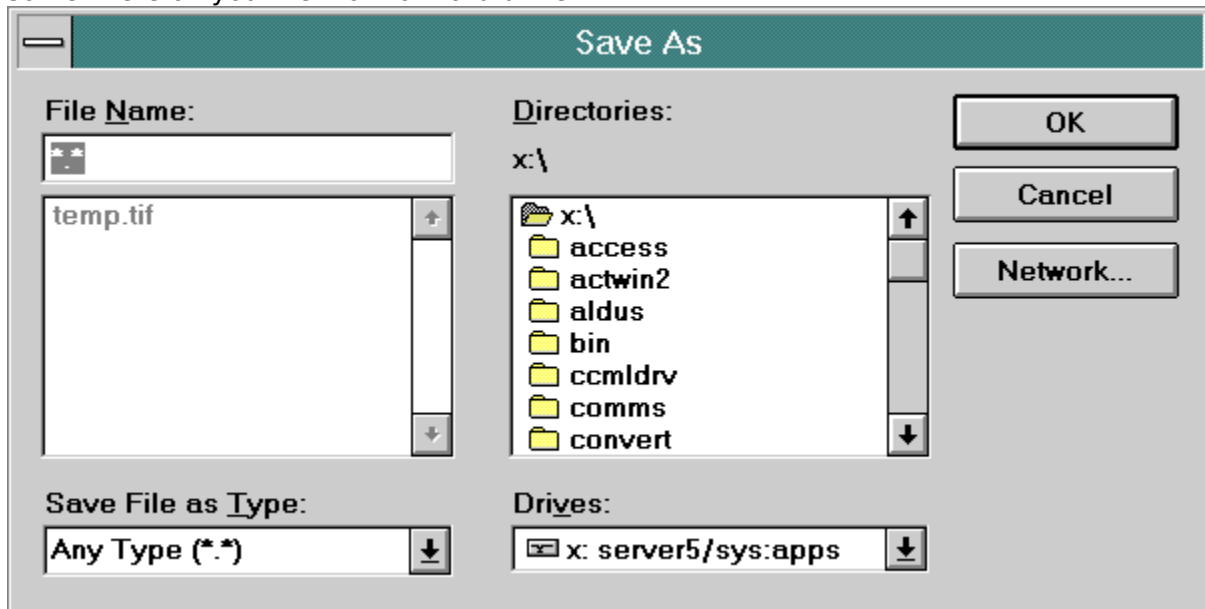 Save As
File Name:
*.*
temp.tif
Directories:
x:\
x:\
access
actwin2
aldus
bin
ccmldrv
comms
convert
OK
Cancel
Network...
Save File as Type:
Any Type (*.*)
Drives:
x: server5/sys:apps